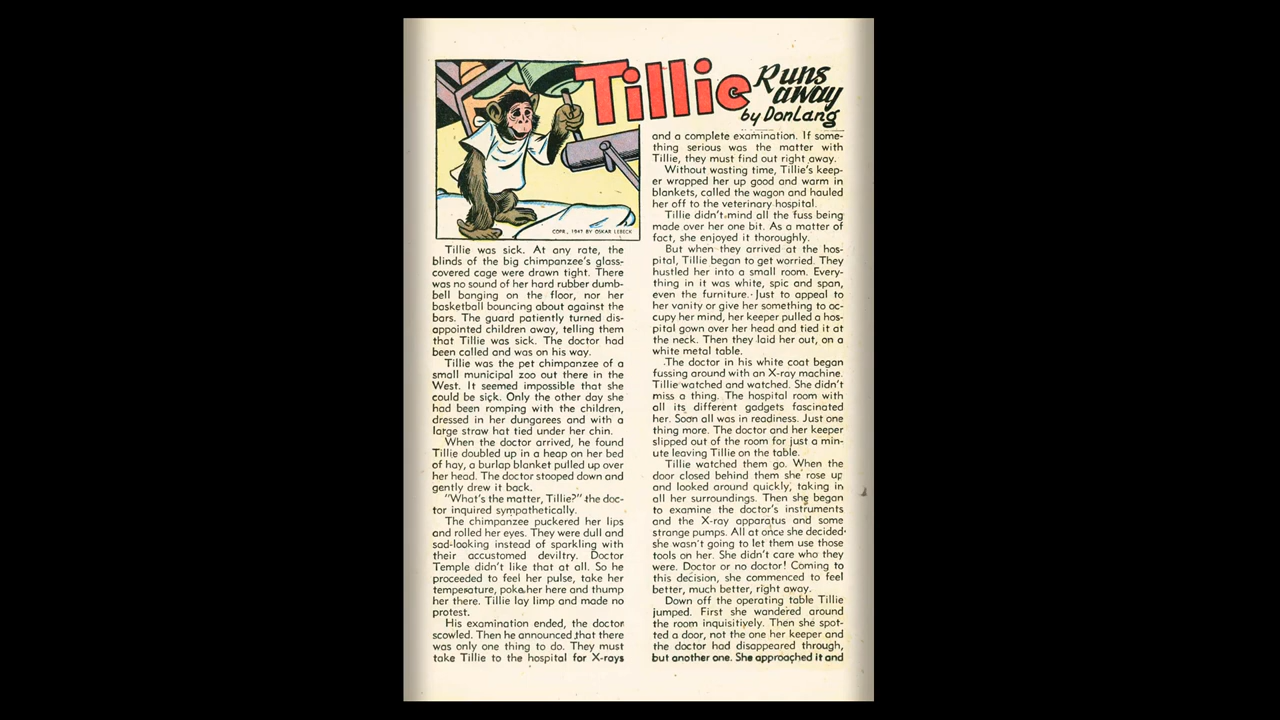 Tillie Runs away
by Don Lang
COPR., 1947 BY OSKAR LEBECK
Tillie was sick. At any rate, the
blinds of the big chimpanzee's glass-
covered cage were drawn tight. There
was no sound of her hard rubber dumb-
bell banging on the floor, nor her
basketball bouncing about against the
bars. The guard patiently turned dis-
appointed children away, telling them
that Tillie was sick. The doctor had
been called and was on his way.
Tillie was the pet chimpanzee of a
small municipal zoo out there in the
West. It seemed impossible that she
could be sick. Only the other day she
had been romping with the children,
dressed in her dungarees and with a
large straw hat tied under her chin.
When the doctor arrived, he found
Tillie doubled up in a heap on her bed
of hay, a burlap blanket pulled up over
her head. The doctor stooped down and
gently drew it back.
"What's the matter, Tillie?" the doc-
tor inquired sympathetically.
The chimpanzee puckered her lips
and rolled her eyes. They were dull and
sad-looking instead of sparkling with
their accustomed deviltry. Doctor
Temple didn't like that at all. So he
proceeded to feel her pulse, take her
temperature, poke her here and thump
her there. Tillie lay limp and made no
protest.
His examination ended, the doctor
scowled. Then he announced that there
was only one thing to do. They must
take Tillie to the hospital for X-rays
and a complete examination. If some-
thing serious was the matter with
Tillie, they must find out right away.
Without wasting time, Tillie's keep-
er wrapped her up good and warm in
blankets, called the wagon and hauled
her off to the veterinary hospital.
Tillie didn't mind all the fuss being
made over her one bit. As a matter of
fact, she enjoyed it thoroughly.
But when they arrived at the hos-
pital, Tillie began to get worried. They
hustled her into a small room. Every-
thing in it was white, spic and span,
even the furniture. Just to appeal to
her vanity or give her something to oc-
cupy her mind, her keeper pulled a hos-
pital gown over her head and tied it at
the neck. Then they laid her out, on a
white metal table.
The doctor in his white coat began
fussing around with an X-ray machine.
Tillie watched and watched. She didn't
miss a thing. The hospital room with
all its different gadgets fascinated
her. Soon all was in readiness. Just one
thing more. The doctor and her keeper
slipped out of the room for just a min-
ute leaving Tillie on the table.
Tillie watched them go. When the
door closed behind them she rose up
and looked around quickly, taking in
all her surroundings. Then she began
to examine the doctor's instruments
and the X-ray apparatus and some
strange pumps. All at once she decided
she wasn't going to let them use those
tools on her. She didn't care who they
were. Doctor or no doctor! Coming to
this decision, she commenced to feel
better, much better, right away.
Down off the operating table Tillie
jumped. First she wandered around
the room inquisitively. Then she spot-
ted a door, not the one her keeper and
the doctor had disappeared through,
but another one. She approached it and